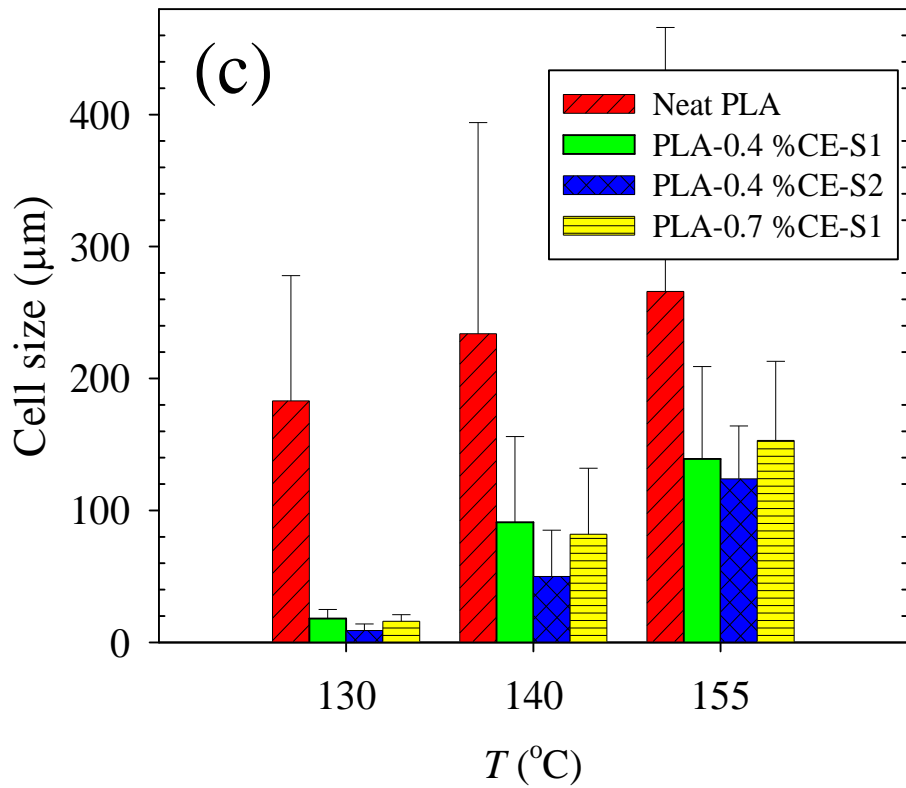 (c)
Neat PLA
PLA-0.4 %CE-S1
PLA-0.4 %CE-S2
PLA-0.7 %CE-S1
Cell size (μm)
400
300
200
100
0
130 140 155
T (°C)